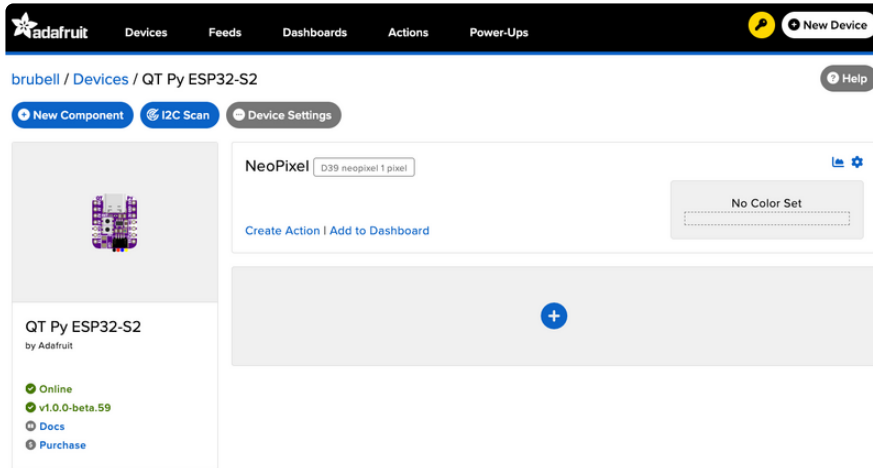 adafruit Devices Feeds Dashboards Actions Power-Ups New Device
brubell / Devices / QT Py ESP32-S2 Help
New Component I2C Scan Device Settings
NeoPixel D39 neopixel 1 pixel
No Color Set
Create Action | Add to Dashboard
QT Py ESP32-S2
by Adafruit
Online
v1.0.0-beta.59
Docs
Purchase